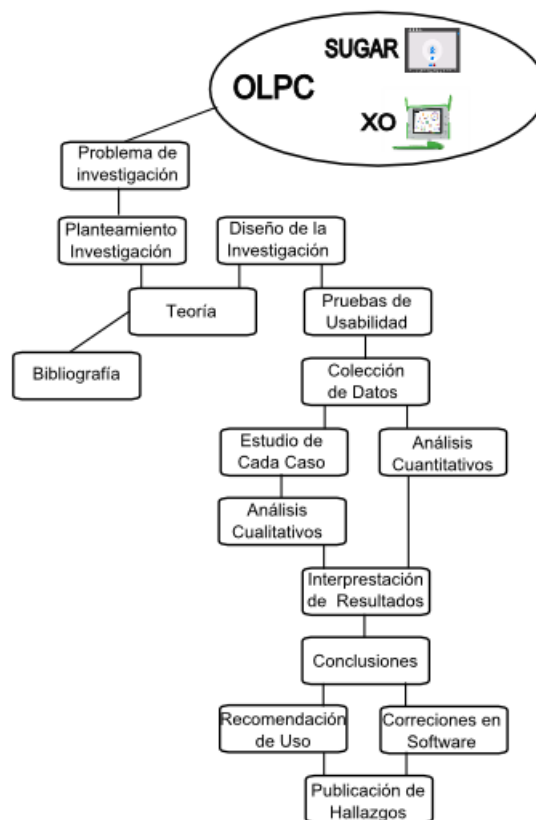 SUGAR
OLPC
XO
Problema de
investigación
Planteamiento
Investigación
Diseño de la
Investigación
Teoría
Bibliografía
Pruebas de
Usabilidad
Colección
de Datos
Estudio de
Cada Caso
Análisis
Cuantitativos
Análisis
Cualitativos
Interprestación
de Resultados
Conclusiones
Recomendación
de Uso
Correciones en
Software
Publicación de
Hallazgos